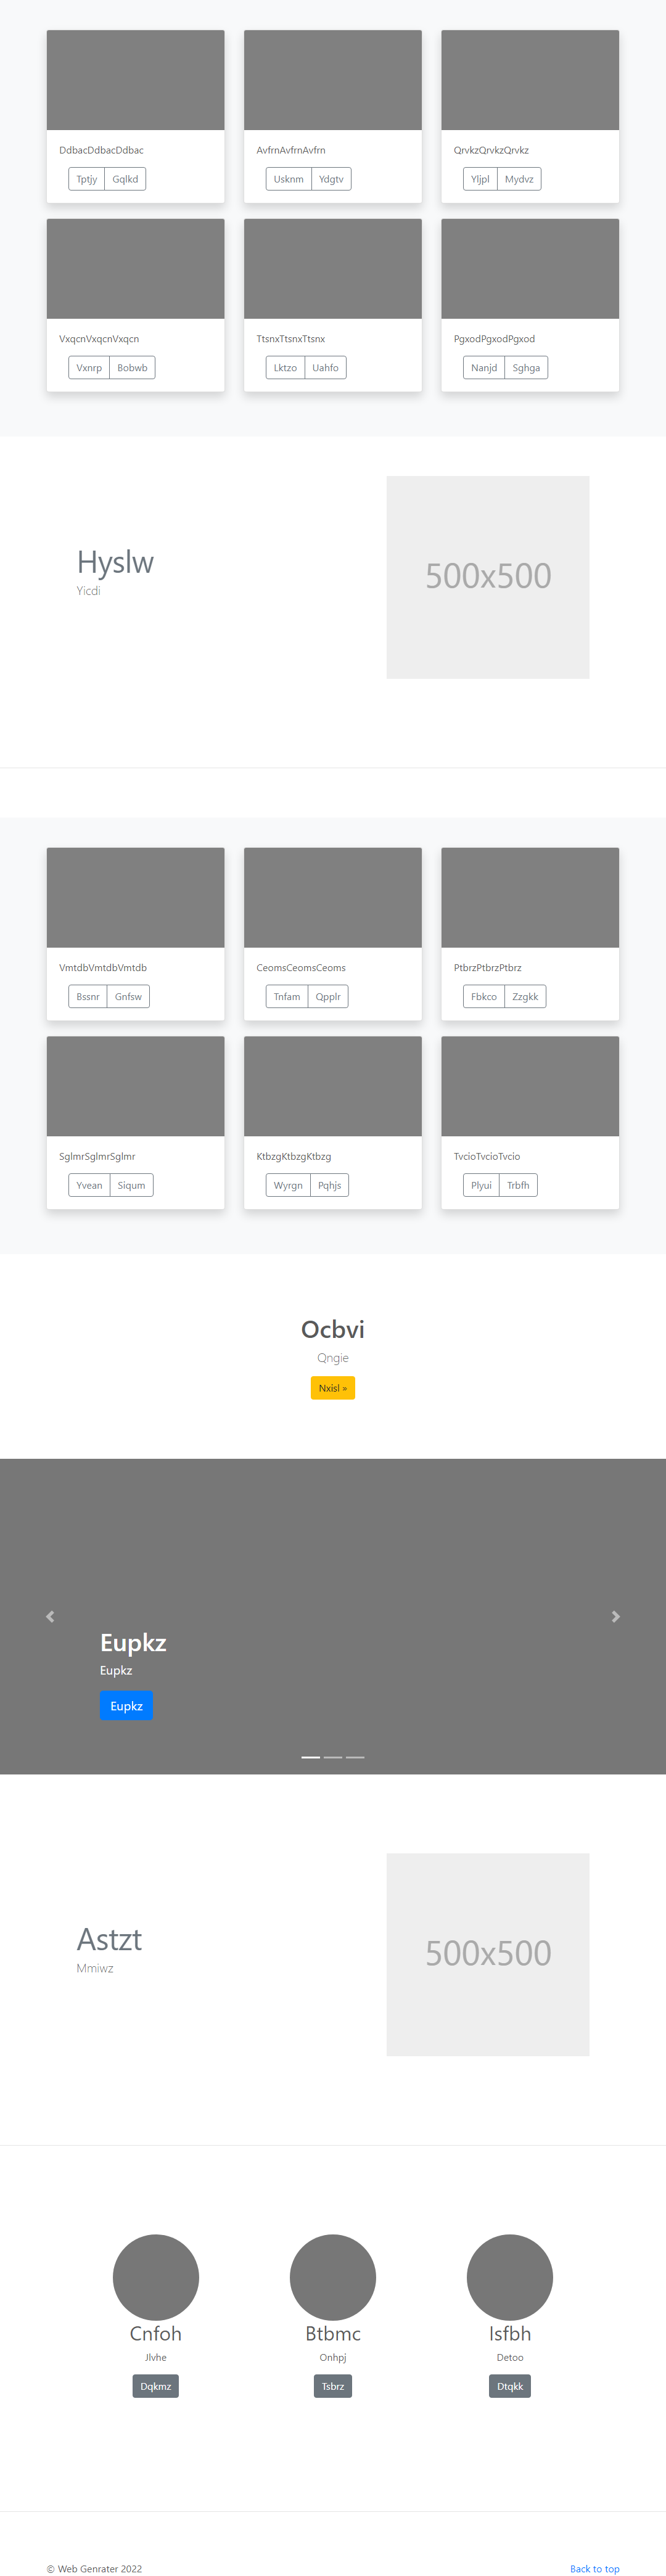 DdbacDdbacDdbac AvfrnAvfrnAvfrn QrvkzQrvkzQrvkz
Tptjy Gqlkd Usknm Ydgtv Yljpl Mydvz
VxqcnVxqcnVxqcn TtsnxTtsnxTtsnx PgxodPgxodPgxod
Vxnrp Bobwb Lktzo Uahfo Nanjd Sghga
Hyslw
Yicdi
500x500
VmtdbVmtdbVmtdb CeomsCeomsCeoms PtbrzPtbrzPtbrz
Bssnr Gnfsw Tnfam Qpplr Fbkco Zzgkk
SglmrSglmrSglmr KtbzgKtbzgKtbzg TvcioTvcioTvcio
Yvean Siqum Wyrgn Pqhjs Plyui Trbfh
Ocbvi
Qngie
Nxisl »
Eupkz
Eupkz
Eupkz
Astzt
Mmiwz
500x500
Cnfoh Btbmc Isfbh
Jlvhe Onhpj Detoo
Dqkmz Tsbrz Dtqkk
© Web Genrater 2022 Back to top